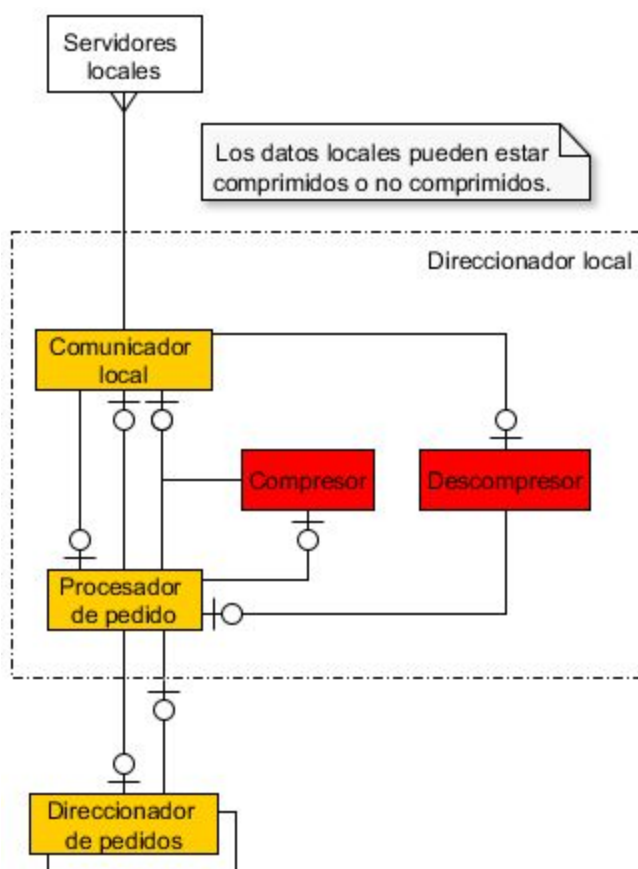 Servidores
locales
Los datos locales pueden estar
comprimidos o no comprimidos.
Direccionador local
Comunicador
local
Compresor
Descompresor
Procesador
de pedido
Direccionador
de pedidos